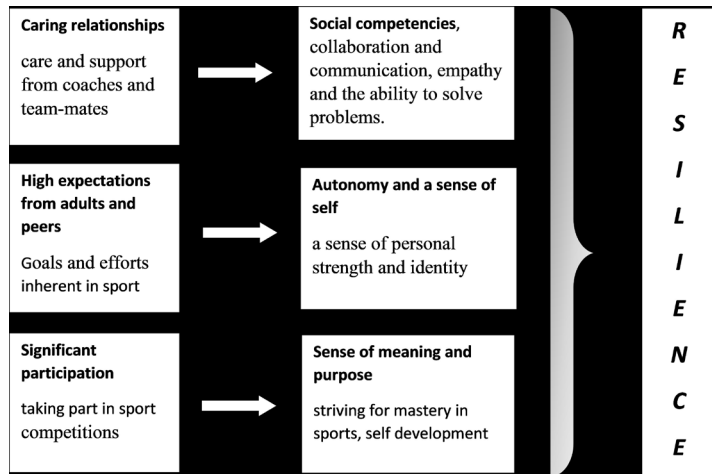 Caring relationships
care and support
from coaches and
team-mates
Social competencies,
collaboration and
communication, empathy
and the ability to solve
problems.
High expectations
from adults and
peers
Goals and efforts
inherent in sport
Autonomy and a sense of
self
a sense of personal
strength and identity
Significant
participation
taking part in sport
competitions
Sense of meaning and
purpose
striving for mastery in
sports, self development
R
E
S
I
L
I
E
N
C
E